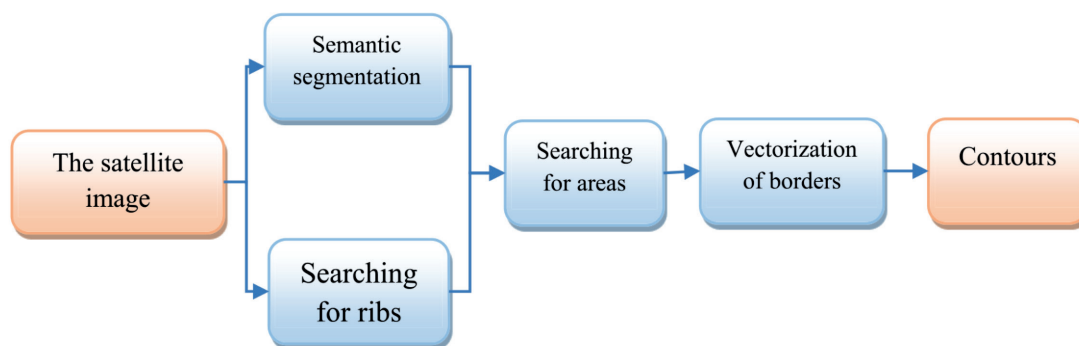 The satellite
image
Semantic
segmentation
Searching
for ribs
Searching
for areas
Vectorization
of borders
Contours